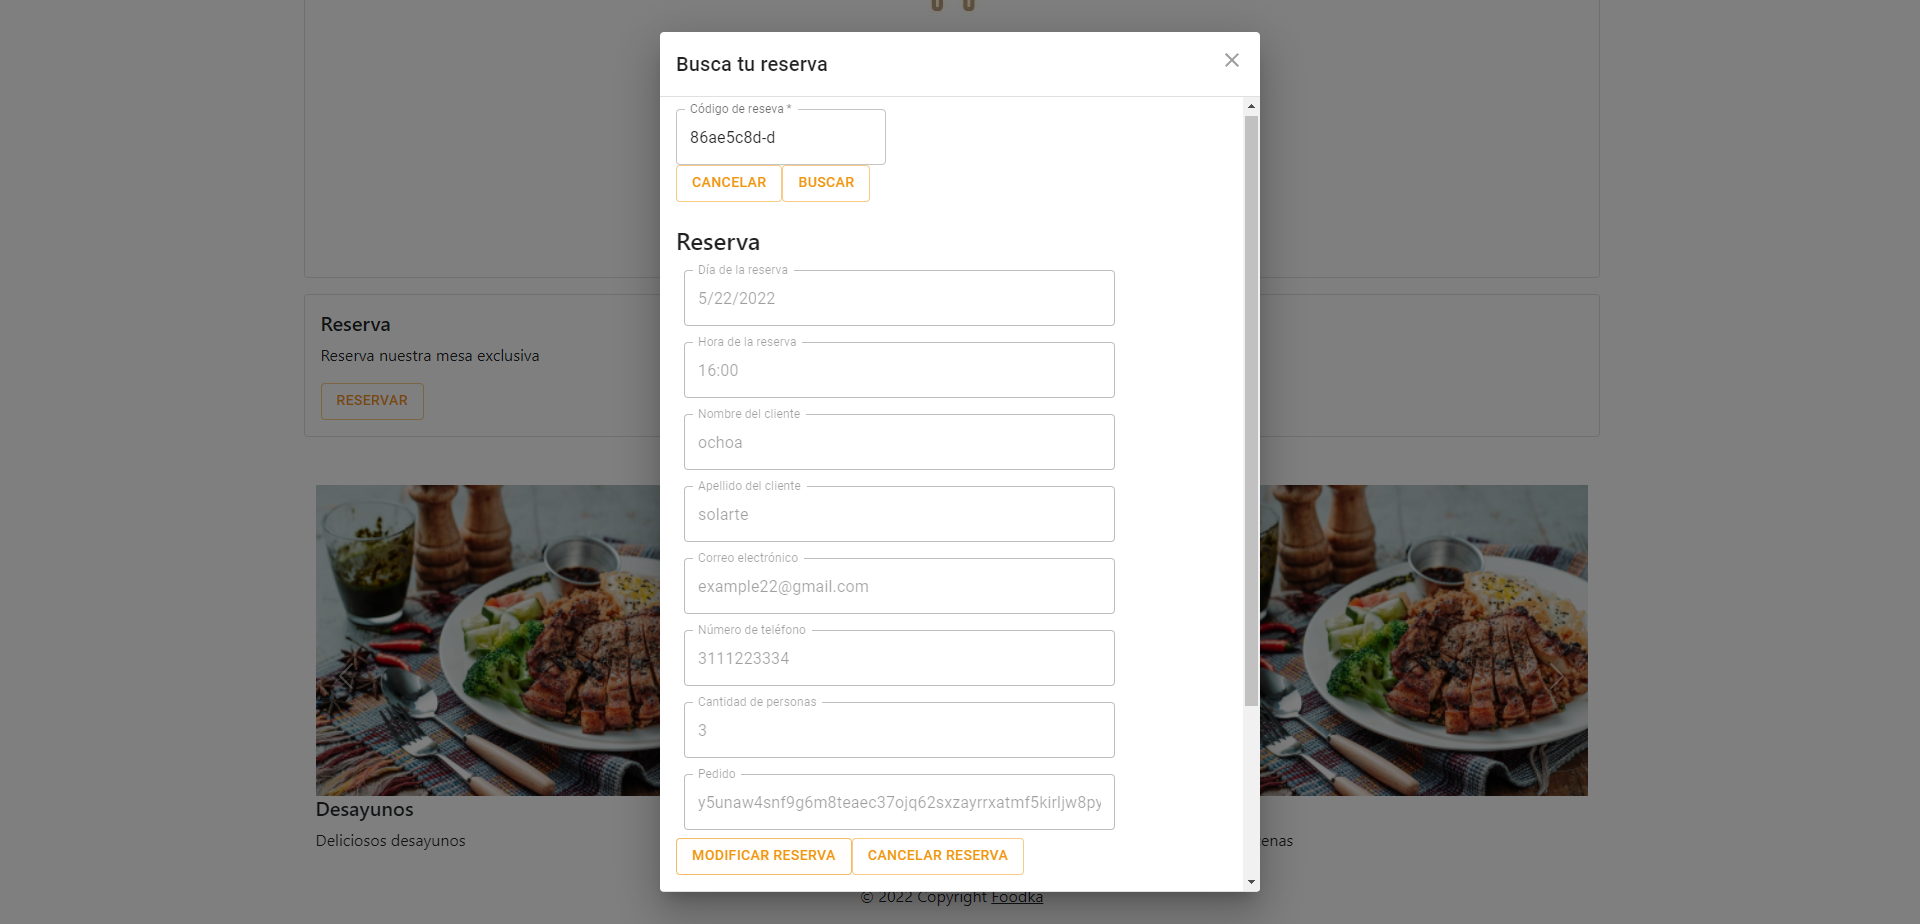 Busca tu reserva
Código de reseva *
86ae5c8d-d
CANCELAR
BUSCAR
Reserva
Día de la reserva
5/22/2022
Hora de la reserva
16:00
Nombre del cliente
ochoa
Apellido del cliente
solarte
Correo electrónico
example22@gmail.com
Número de teléfono
3111223334
Cantidad de personas
3
Pedido
y5unaw4snf9g6m8teaec37ojq62sxzayrrxatmf5kirljw8py
MODIFICAR RESERVA
CANCELAR RESERVA
Reserva
Reserva nuestra mesa exclusiva
RESERVAR
Desayunos
Deliciosos desayunos
© 2022 Copyright Foodka